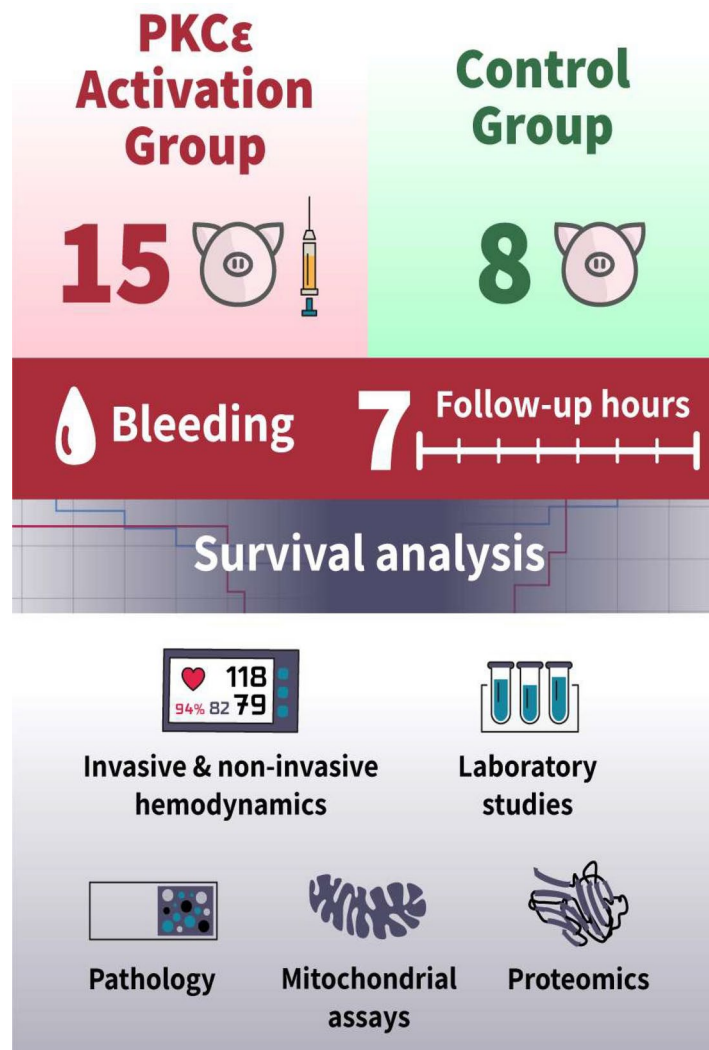 PKCε
Activation
Group
15
Control
Group
8
Bleeding
7
Follow-up hours
Survival analysis
118
94% 82 79
Invasive & non-invasive
hemodynamics
Laboratory
studies
Pathology
Mitochondrial
assays
Proteomics